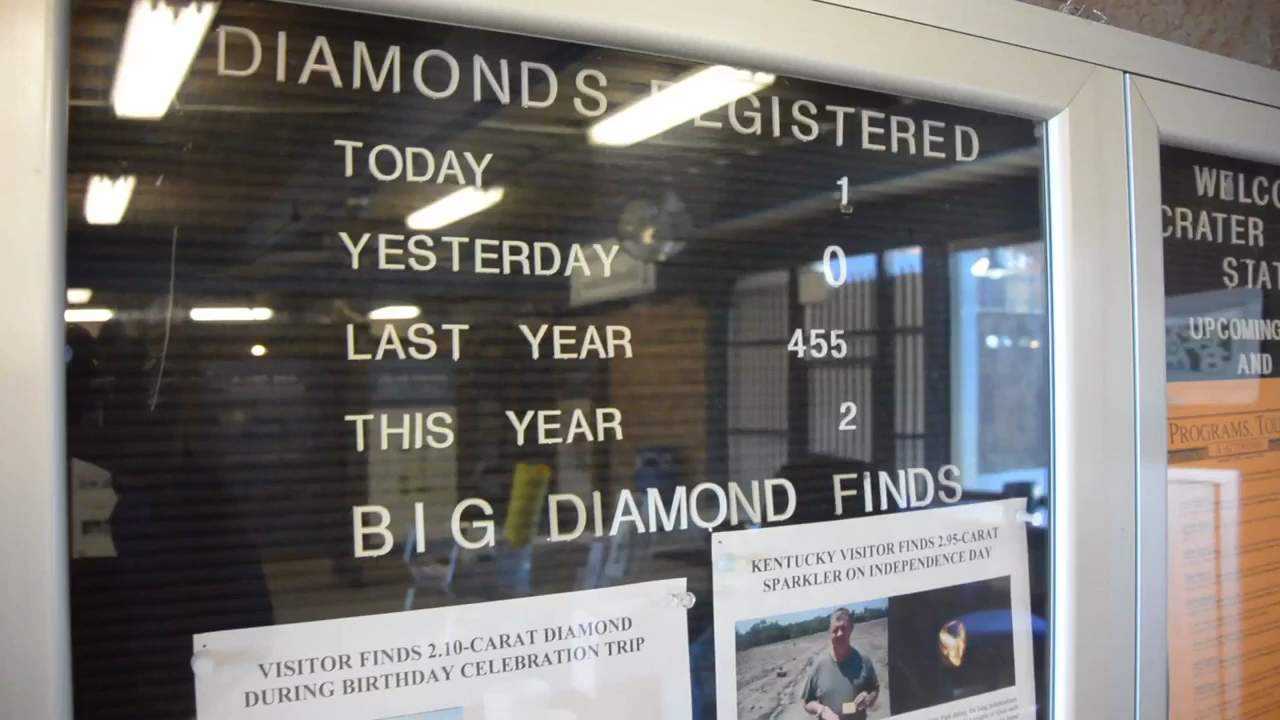 DIAMONDS REGISTERED
TODAY 1
YESTERDAY 0
LAST YEAR 455
THIS YEAR 2
BIG DIAMOND FINDS
VISITOR FINDS 2.10-CARAT DIAMOND
DURING BIRTHDAY CELEBRATION TRIP
KENTUCKY VISITOR FINDS 2.95-CARAT
SPARKLER ON INDEPENDENCE DAY
CRATER
UPCOMING
AND
PROGRAMS,